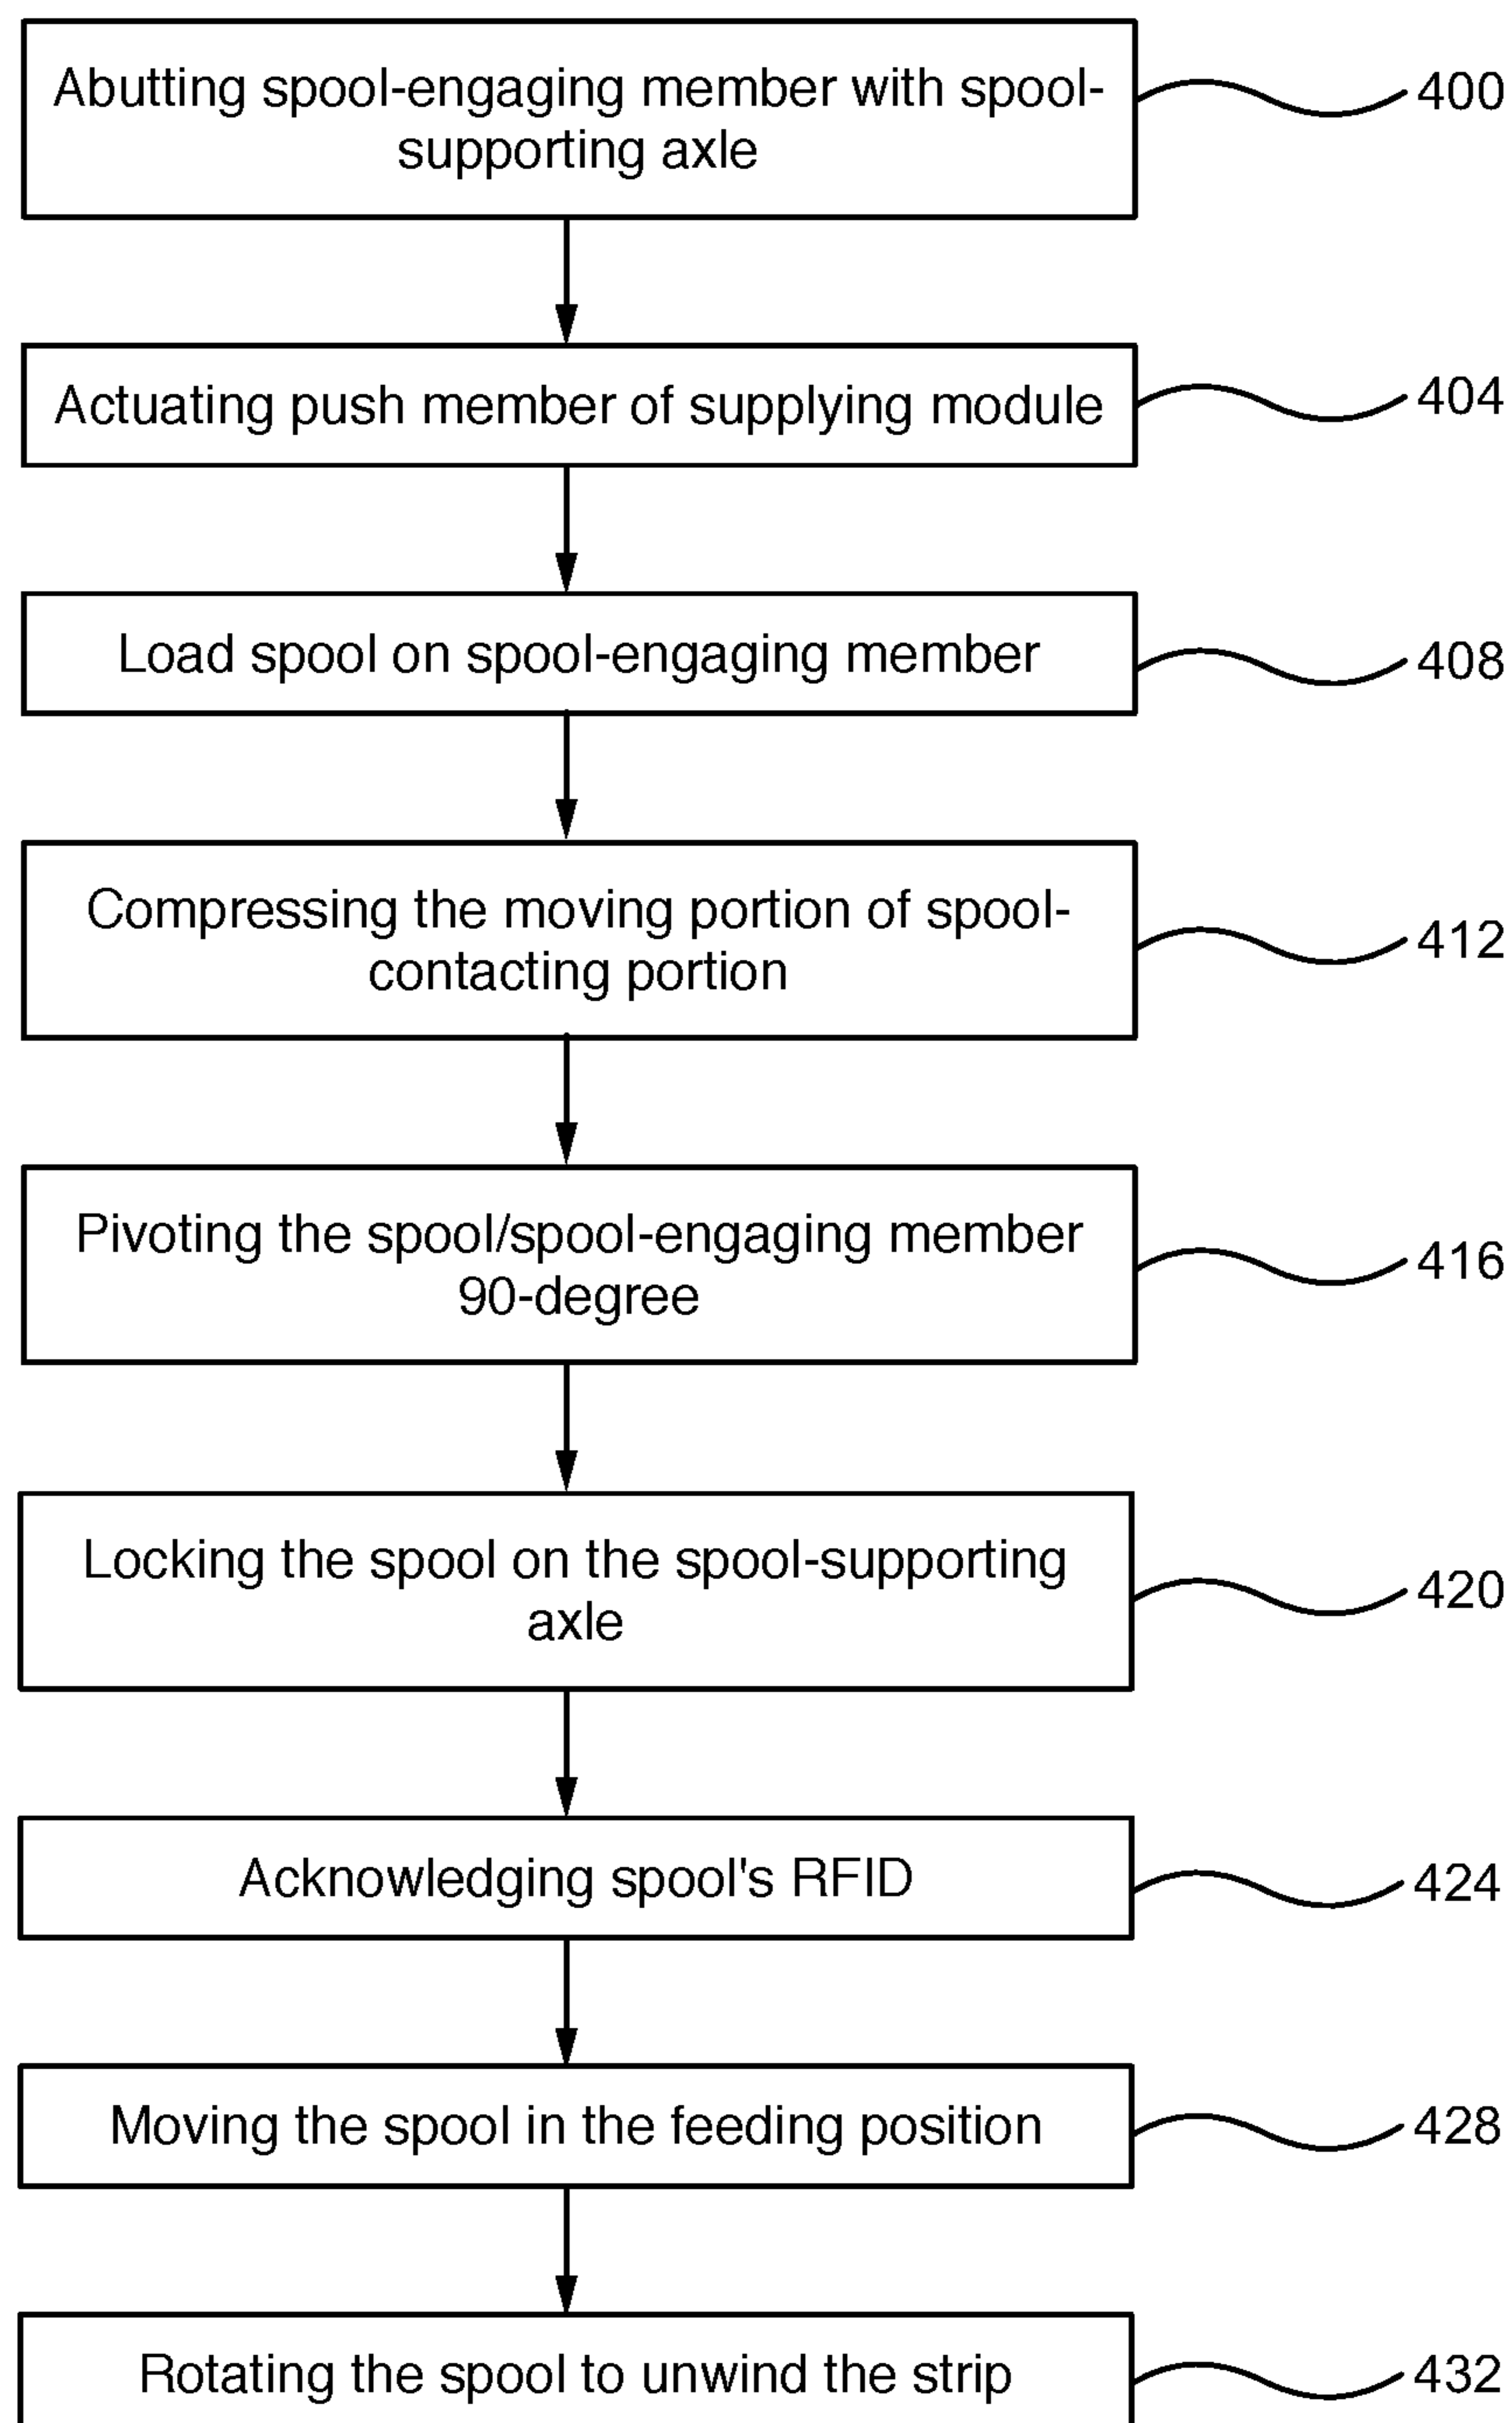 Abutting spool-engaging member with spool-
supporting axle
400
Actuating push member of supplying module
404
Load spool on spool-engaging member
408
Compressing the moving portion of spool-
contacting portion
412
Pivoting the spool/spool-engaging member
90-degree
416
Locking the spool on the spool-supporting
axle
420
Acknowledging spool's RFID
424
Moving the spool in the feeding position
428
Rotating the spool to unwind the strip
432